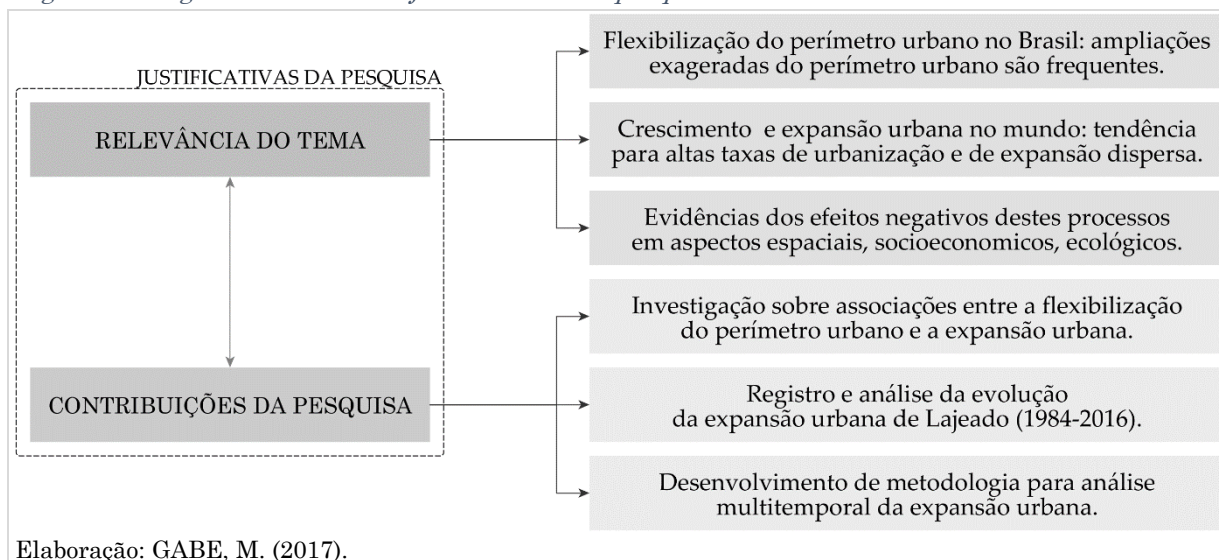 JUSTIFICATIVAS DA PESQUISA
RELEVÂNCIA DO TEMA
Flexibilização do perímetro urbano no Brasil: ampliações
exageradas do perímetro urbano são frequentes.
Crescimento e expansão urbana no mundo: tendência
para altas taxas de urbanização e de expansão dispersa.
Evidências dos efeitos negativos destes processos
em aspectos espaciais, socioeconomicos, ecológicos.
CONTRIBUIÇÕES DA PESQUISA
Investigação sobre associações entre a flexibilização
do perímetro urbano e a expansão urbana.
Registro e análise da evolução
da expansão urbana de Lajeado (1984-2016).
Desenvolvimento de metodologia para análise
multitemporal da expansão urbana.
Elaboração: GABE, M. (2017).